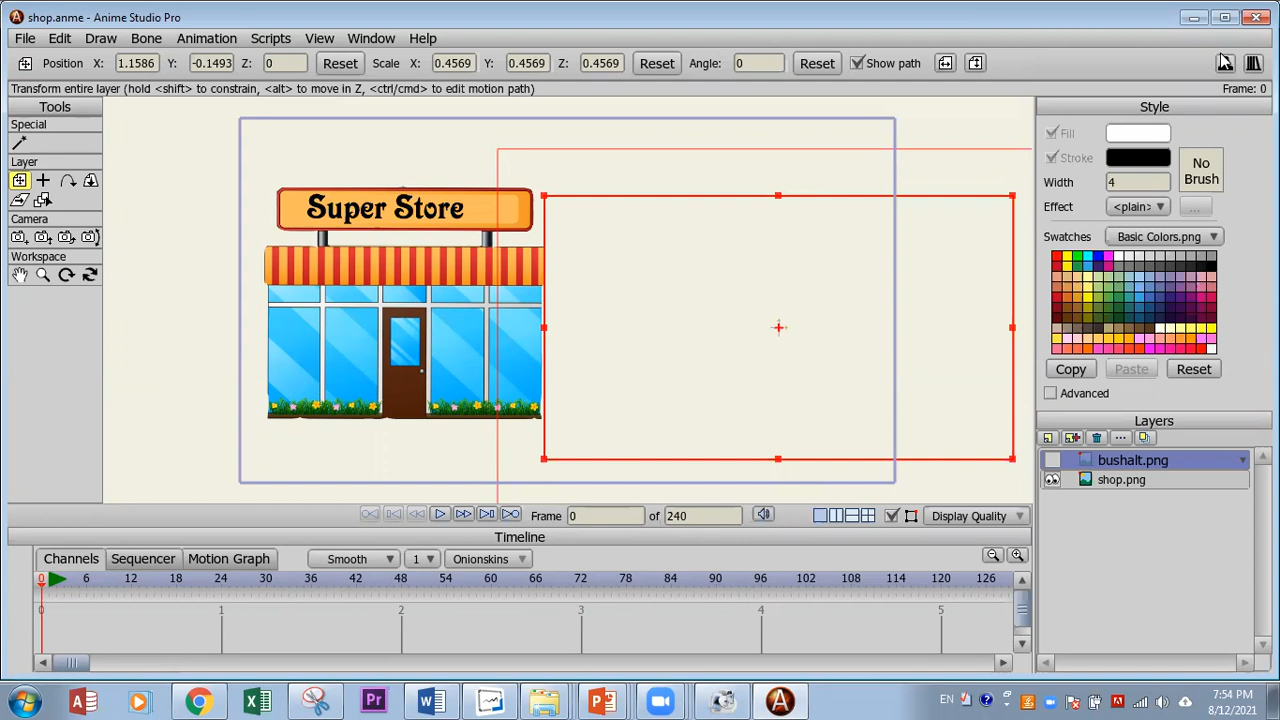 shop.anme - Anime Studio Pro
File Edit Draw Bone Animation Scripts View Window Help
Position X: 1.1586 Y: -0.1493 Z: 0 Reset Scale X: 0.4569 Y: 0.4569 Z: 0.4569 Reset Angle: 0 Reset Show path
Transform entire layer (hold <shift> to constrain, <alt> to move in Z, <ctrl/cmd> to edit motion path) Frame: 0
Tools
Special
Layer
Camera
Workspace
Super Store
Style
Fill
Stroke
No Brush
Width 4
Effect <plain> ...
Swatches Basic Colors.png
Copy Paste Reset
Advanced
Layers
bushalt.png
shop.png
Frame 0 of 240 Display Quality
Timeline
Channels Sequencer Motion Graph Smooth 1 Onionskins
0 6 12 18 24 30 36 42 48 54 60 66 72 78 84 90 96 102 108 114 120 126
0 1 2 3 4 5
EN 7:54 PM
8/12/2021